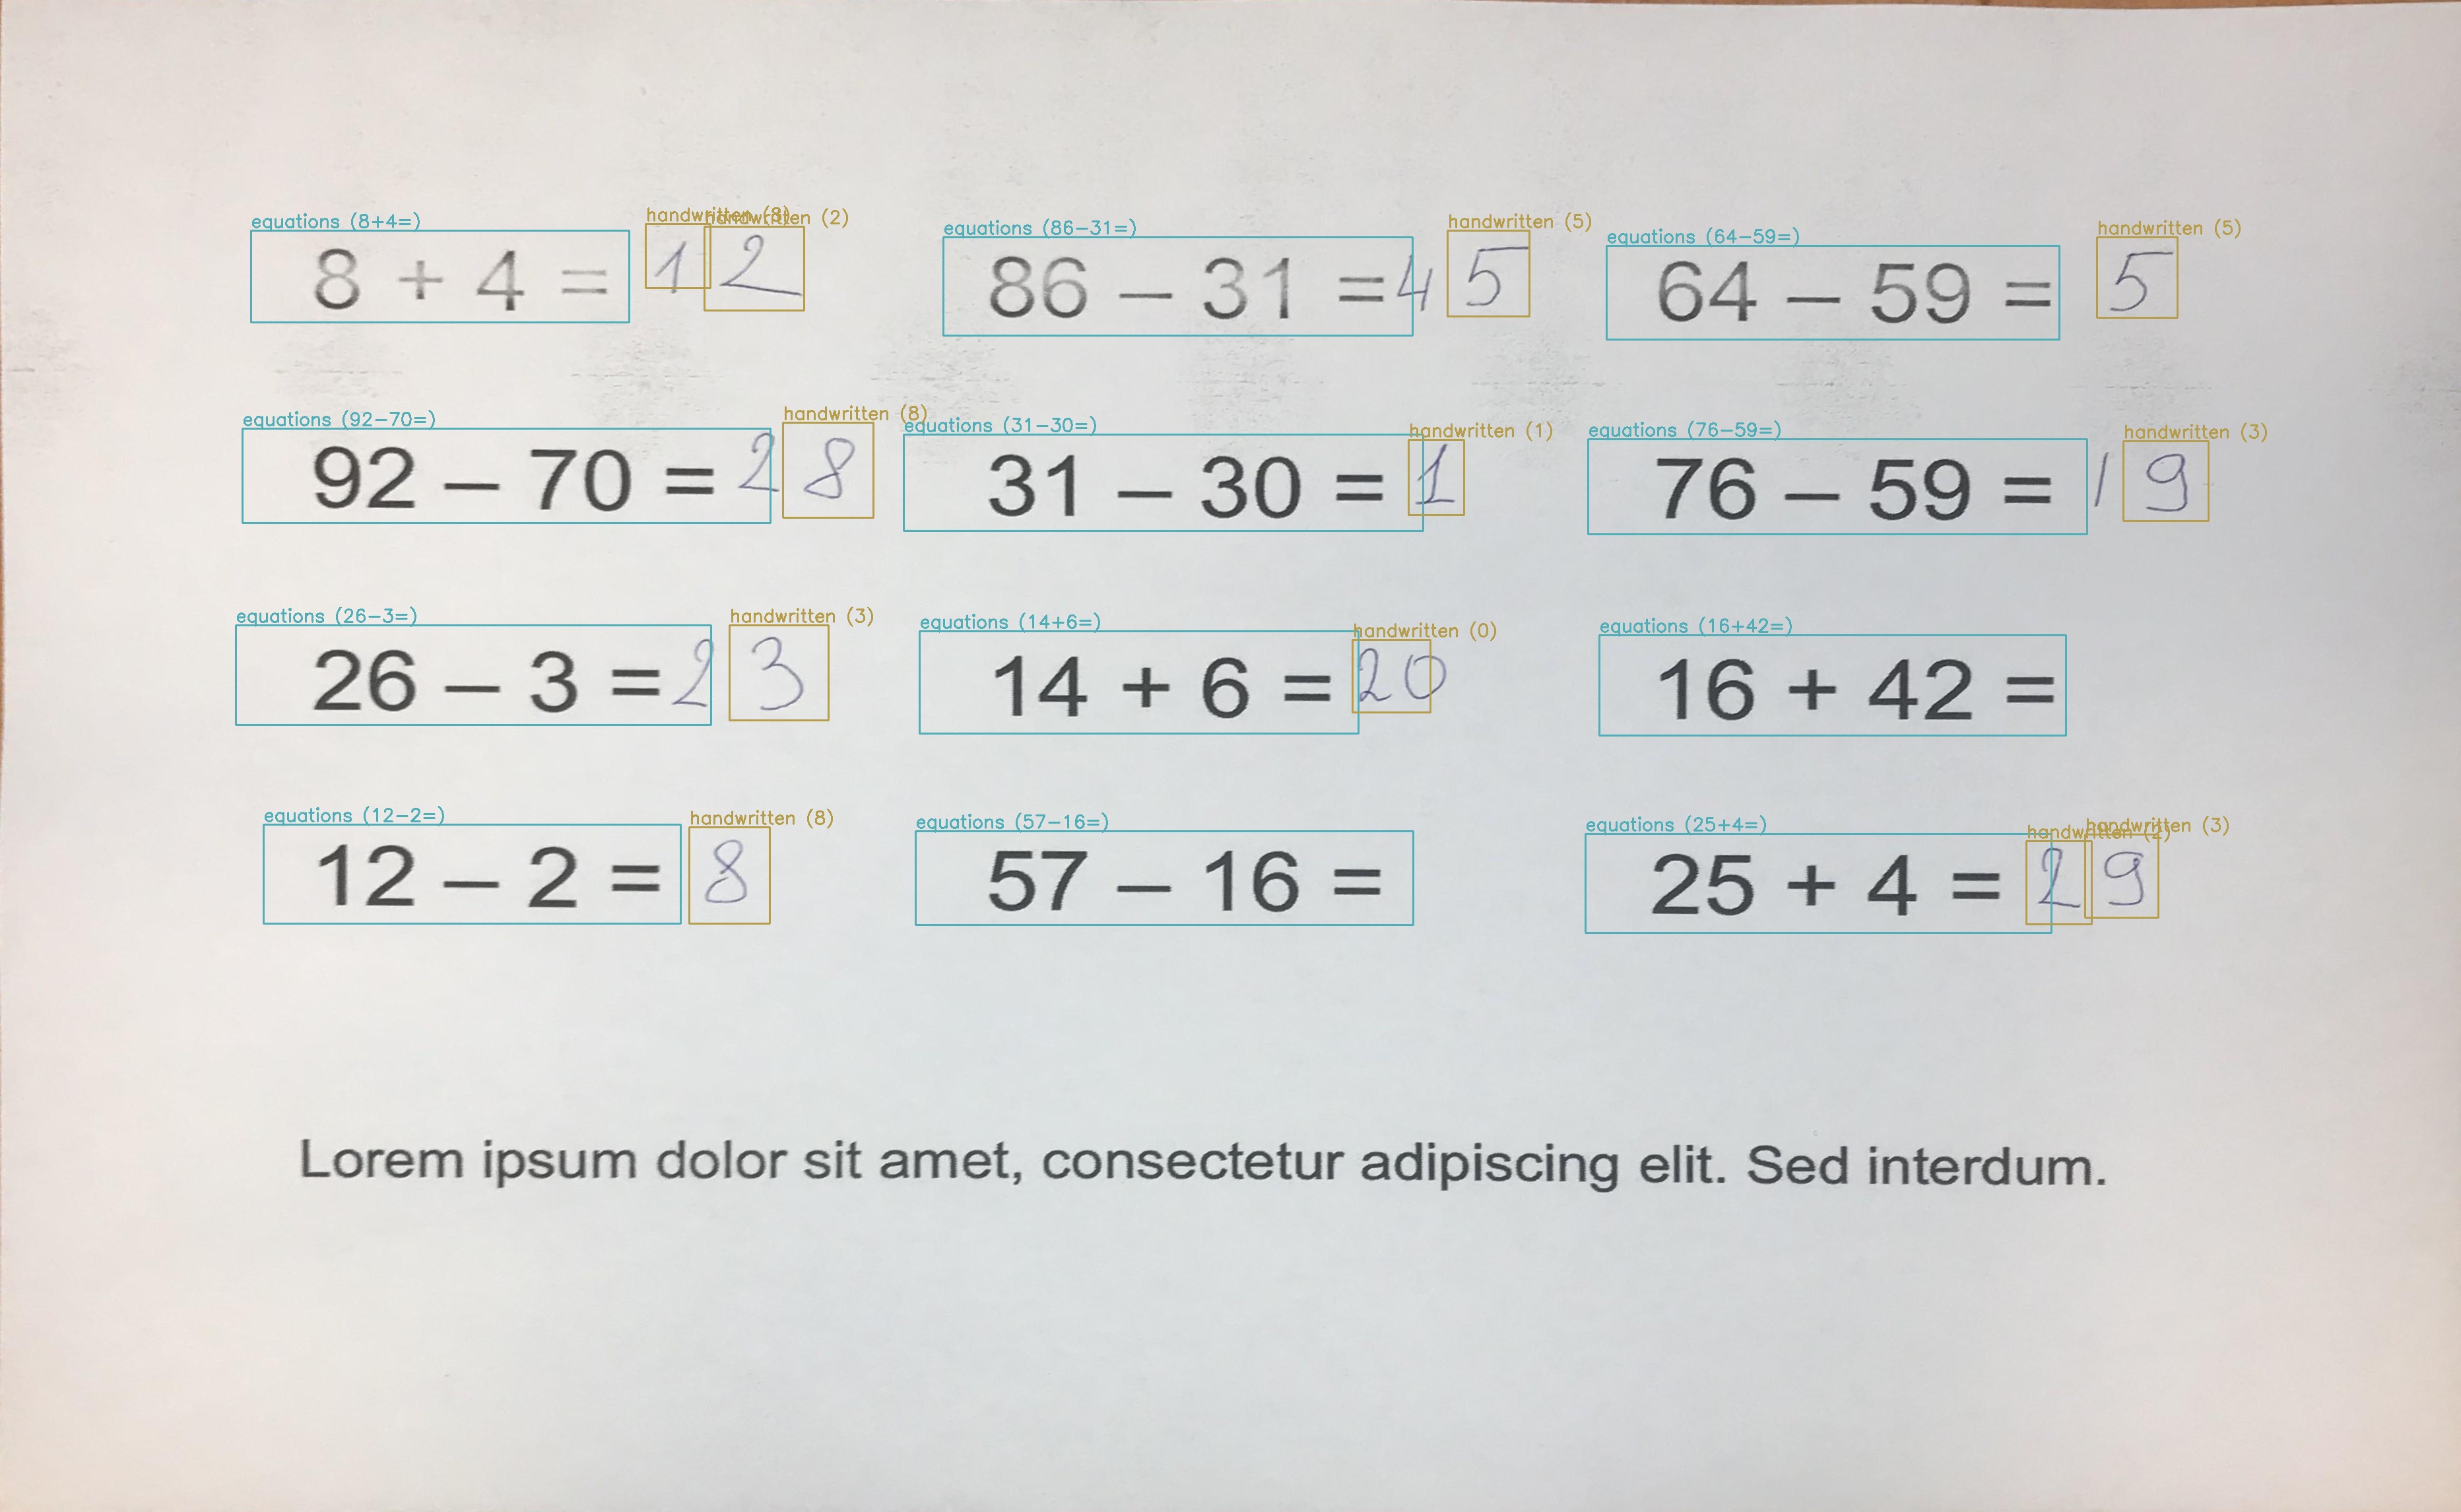 equations (8+4=) handwritten (8) handwritten (2) equations (86-31=) handwritten (5) equations (64-59=) handwritten (5)
8 + 4 = 12 86 – 31 = 45 64 – 59 = 5
equations (92-70=) handwritten (8) equations (31-30=) handwritten (1) equations (76-59=) handwritten (3)
92 – 70 = 28 31 – 30 = 1 76 – 59 = 19
equations (26-3=) handwritten (3) equations (14+6=) handwritten (0) equations (16+42=)
26 – 3 = 23 14 + 6 = 20 16 + 42 =
equations (12-2=) handwritten (8) equations (57-16=) equations (25+4=) handwritten (2) handwritten (3)
12 – 2 = 8 57 – 16 = 25 + 4 = 29
Lorem ipsum dolor sit amet, consectetur adipiscing elit. Sed interdum.